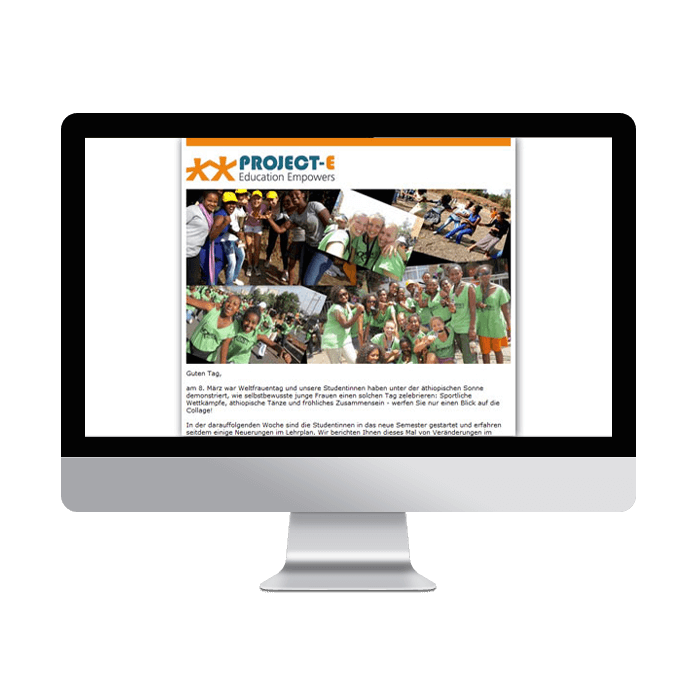 PROJECT-E
Education Empowers
Guten Tag,
am 8. März war Weltfrauentag und unsere Studentinnen haben unter der äthiopischen Sonne
demonstriert, wie selbstbewusste junge Frauen einen solchen Tag zelebrieren: Sportliche
Wettkämpfe, äthiopische Tänze und fröhliches Zusammensein - werfen Sie nur einen Blick auf die
Collage!
In der darauffolgenden Woche sind die Studentinnen in das neue Semester gestartet und erfahren
seitdem einige Neuerungen im Lehrplan. Wir berichten Ihnen dieses Mal von Veränderungen im